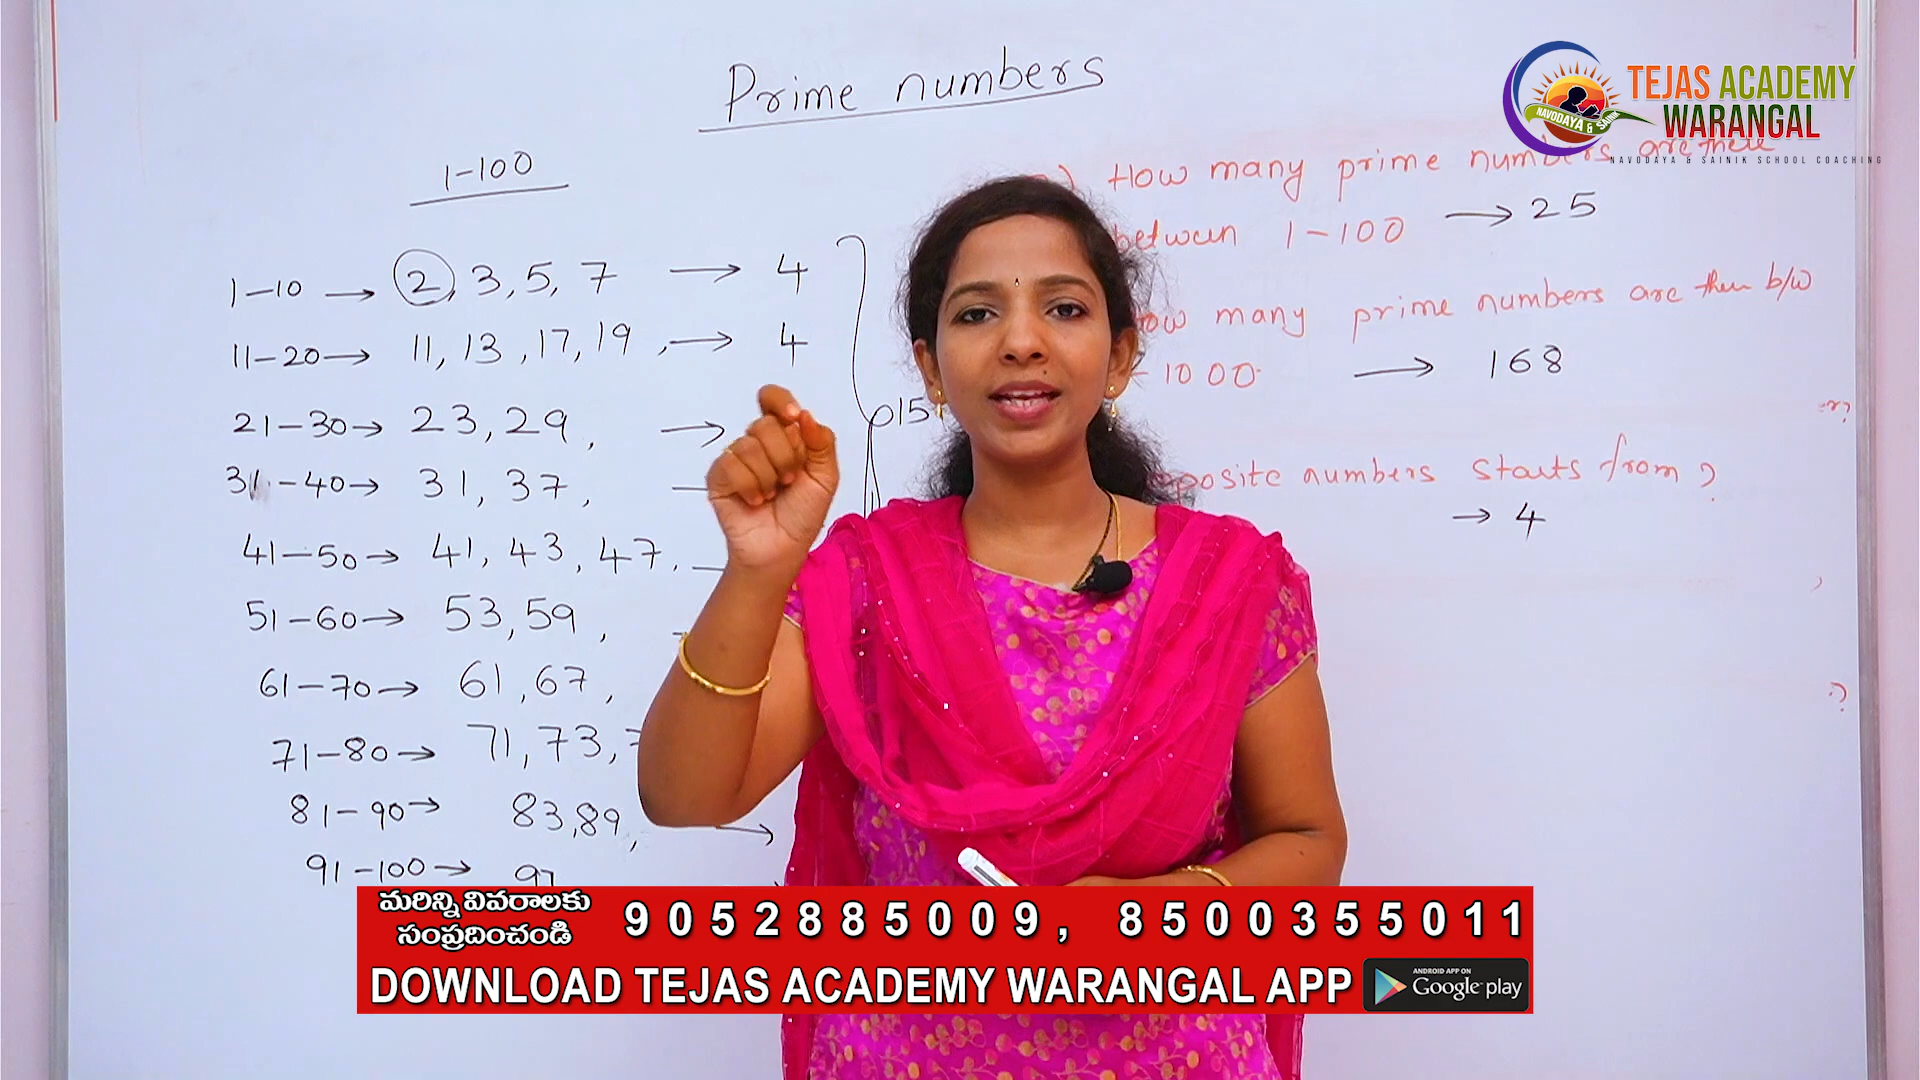 Prime numbers
1-100
1-10 → 2, 3, 5, 7 → 4
11-20 → 11, 13, 17, 19, → 4
21-30 → 23, 29, →
31-40 → 31, 37,
41-50 → 41, 43, 47.
51-60 → 53, 59,
61-70 → 61, 67,
71-80 → 71, 73,
81-90 → 83, 89, →
91-100 → 97
015
How many prime numbers are there
between 1-100 → 25
many prime numbers are then b/w
1000 → 168
numbers starts from ?
→ 4
TEJAS ACADEMY
WARANGAL
NAVODAYA & SAINIK
NAVODAYA & SAINIK SCHOOL COACHING
మరిన్ని వివరాలకు
సంప్రదించండి
9052885009, 8500355011
DOWNLOAD TEJAS ACADEMY WARANGAL APP
ANDROID APP ON
Google play